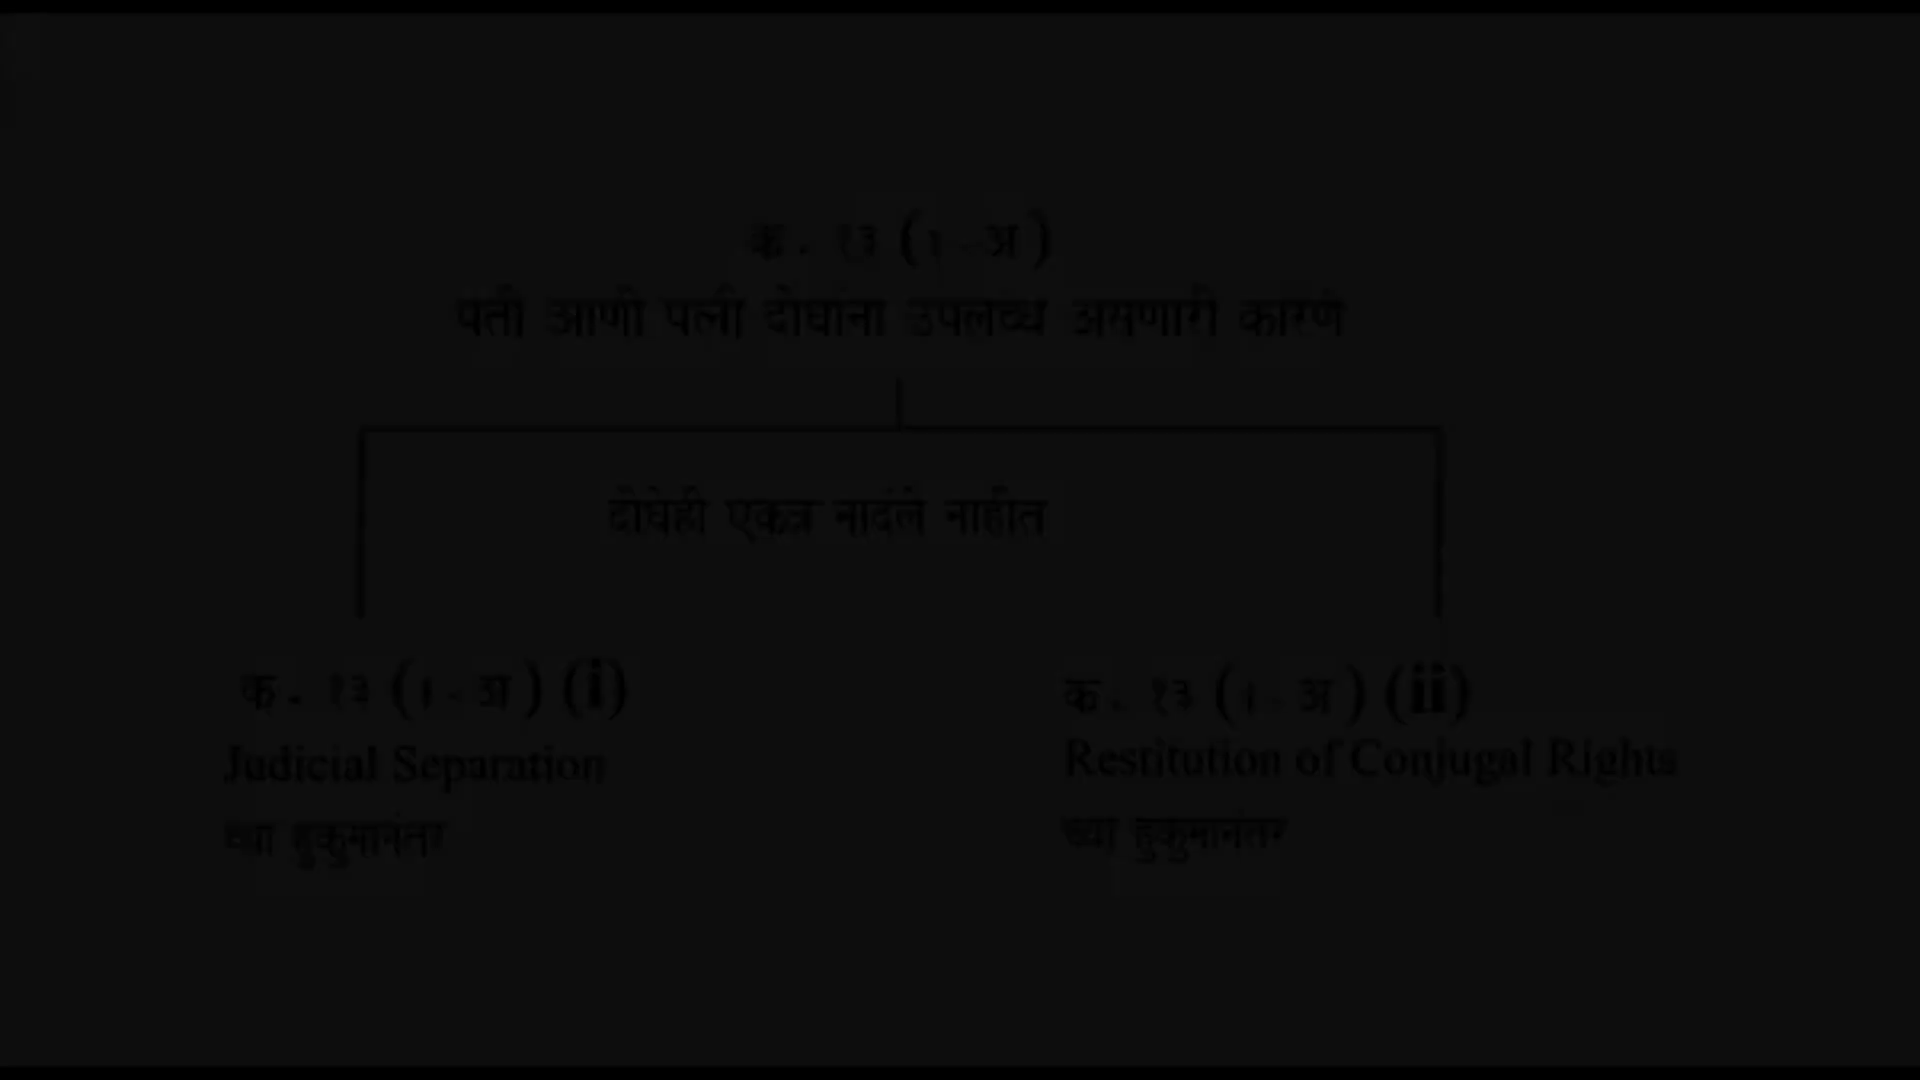 क. १३ (१-अ)
पती आणी पत्नी दोघांना उपलब्ध असणारी कारणे
दोघेही एकत्र नांदले नाहीत
क. १३ (१-अ) (i)
Judicial Separation
च्या हुकुमानंतर
क. १३ (१-अ) (ii)
Restitution of Conjugal Rights
च्या हुकुमानंतर